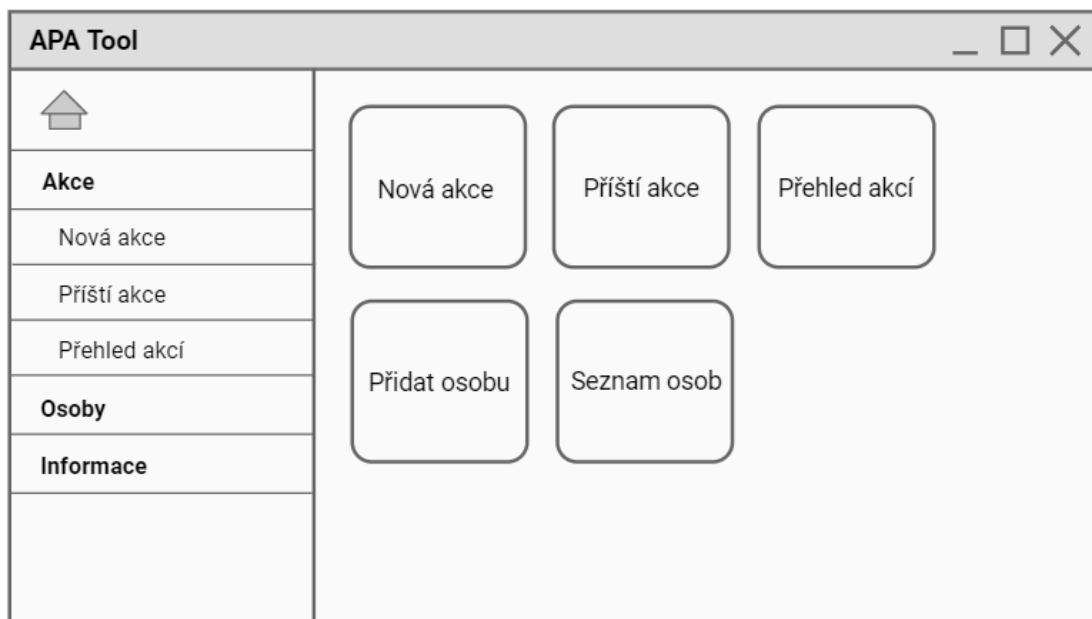 APA Tool
Akce
Nová akce
Příští akce
Přehled akcí
Osoby
Informace
Nová akce
Příští akce
Přehled akcí
Přidat osobu
Seznam osob